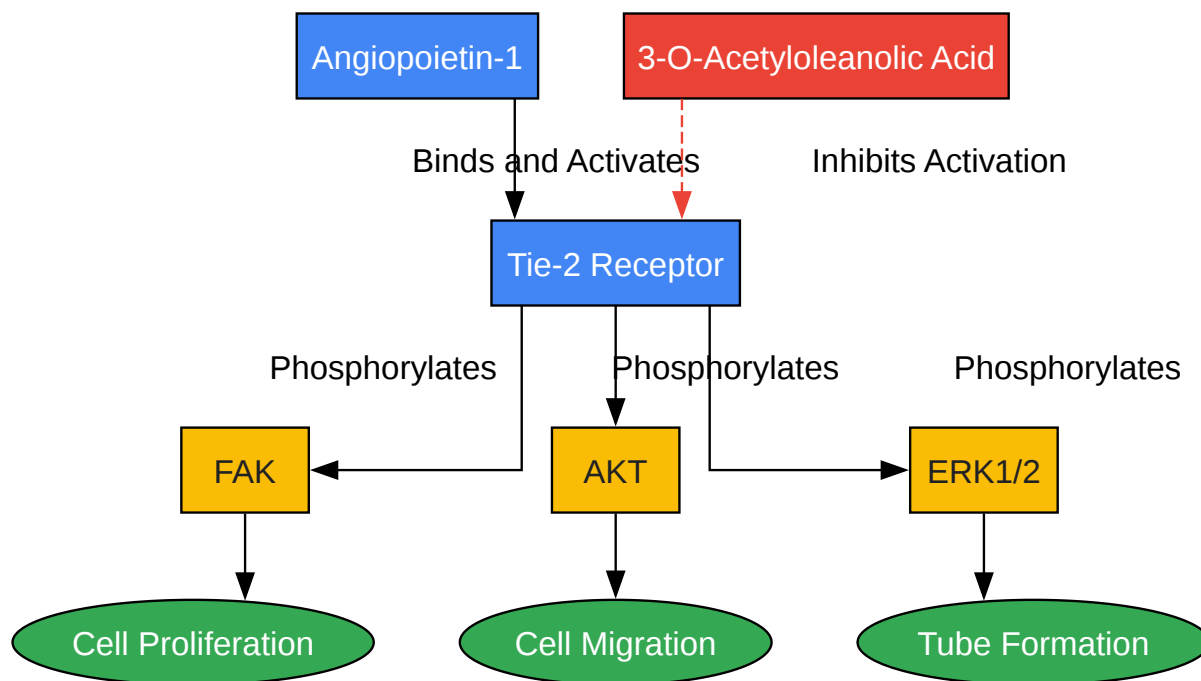 Angiopoietin-1
3-O-Acetyloleanolic Acid
Binds and Activates
Inhibits Activation
Tie-2 Receptor
Phosphorylates
Phosphorylates
Phosphorylates
FAK
AKT
ERK1/2
Cell Proliferation
Cell Migration
Tube Formation